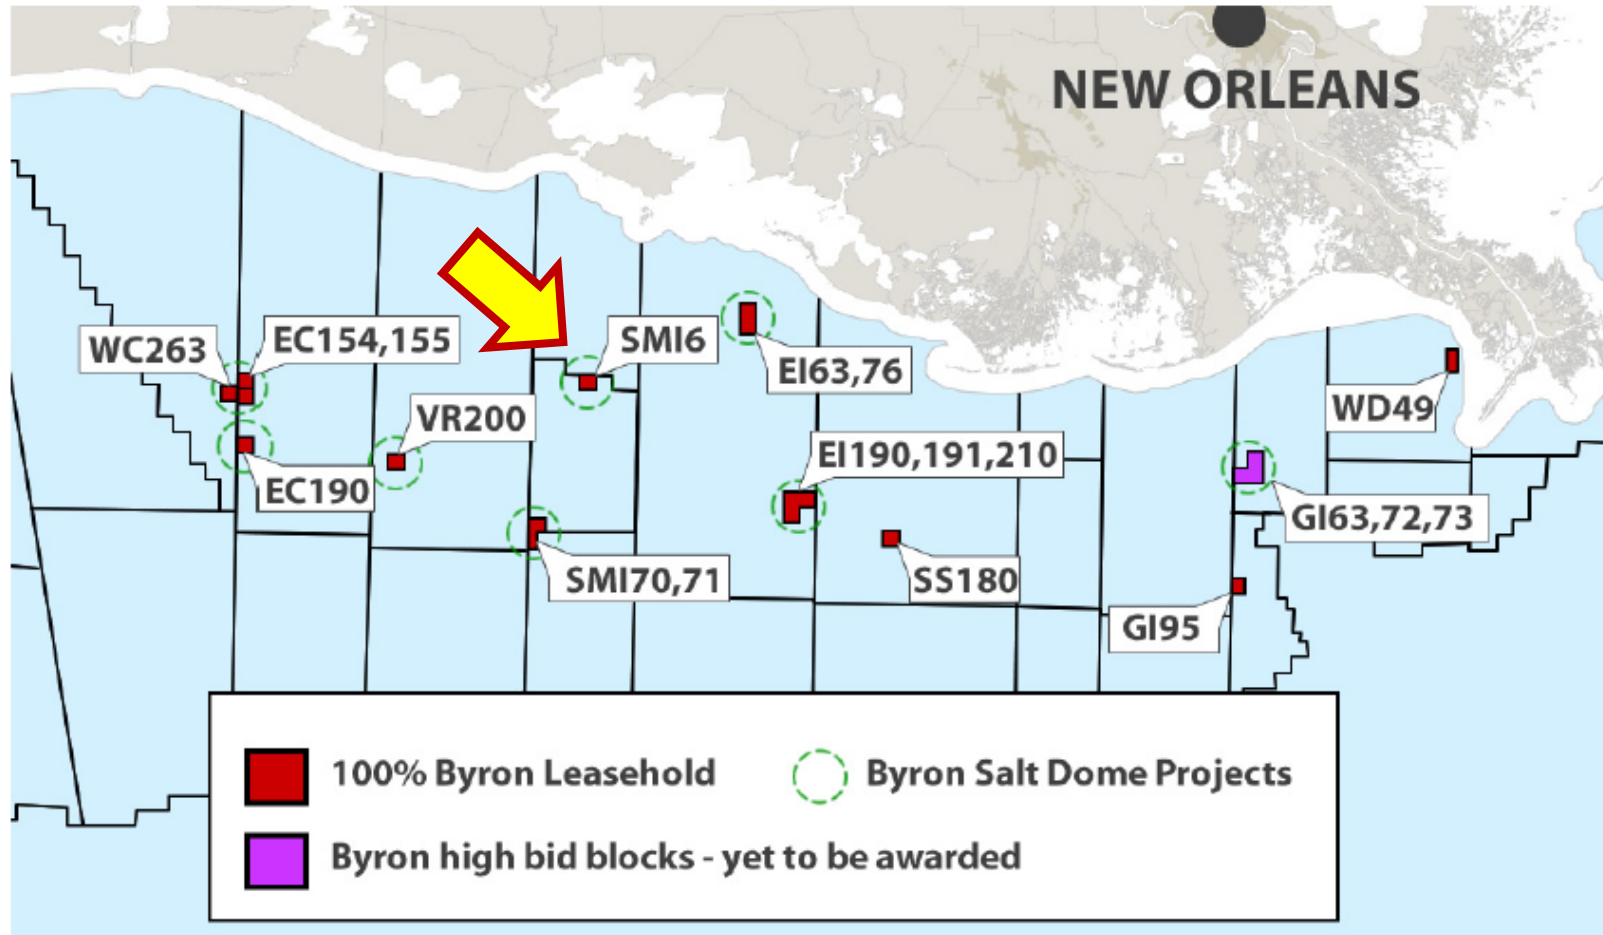 NEW ORLEANS
WC263
EC154,155
SMI6
EI63,76
VR200
WD49
EC190
EI190,191,210
GI63,72,73
SMI70,71
SS180
GI95
100% Byron Leasehold
Byron Salt Dome Projects
Byron high bid blocks - yet to be awarded